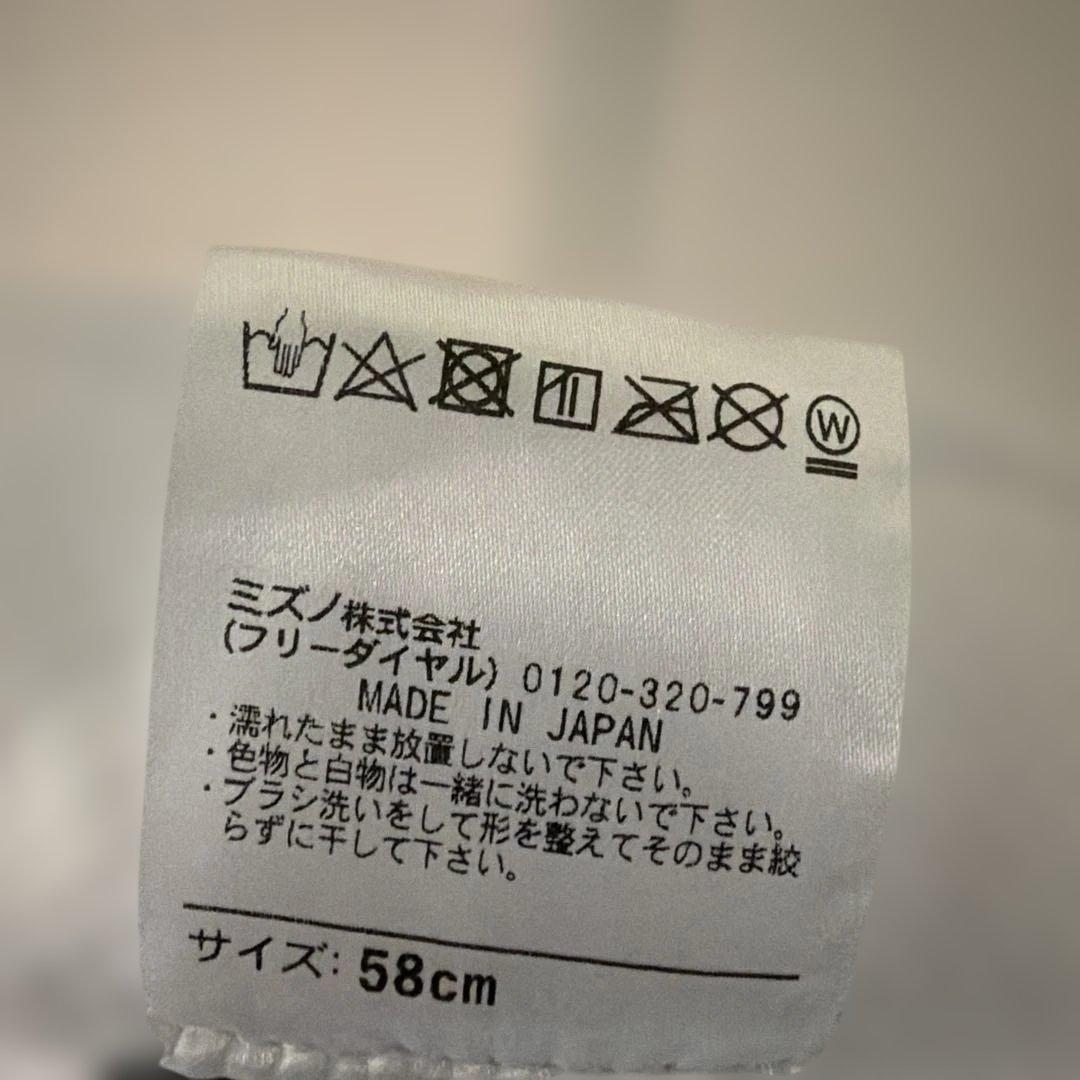 W
ミズノ株式会社
(フリーダイヤル) 0120-320-799
MADE IN JAPAN
・濡れたまま放置しないで下さい。
・色物と白物は一緒に洗わないで下さい。
・ブラシ洗いをして形を整えてそのまま絞
らずに干して下さい。
サイズ: 58cm